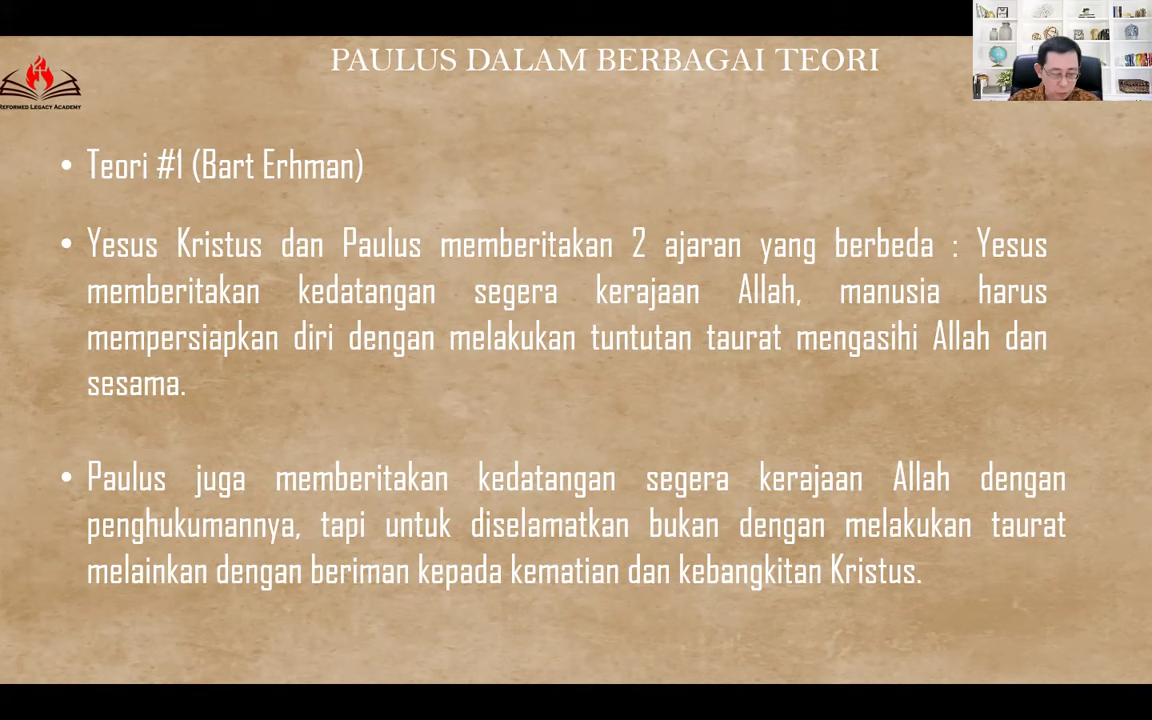 PAULUS DALAM BERBAGAI TEORI
REFORMED LEGACY ACADEMY
• Teori #1 (Bart Erhman)
• Yesus Kristus dan Paulus memberitakan 2 ajaran yang berbeda : Yesus
memberitakan kedatangan segera kerajaan Allah, manusia harus
mempersiapkan diri dengan melakukan tuntutan taurat mengasihi Allah dan
sesama.
• Paulus juga memberitakan kedatangan segera kerajaan Allah dengan
penghukumannya, tapi untuk diselamatkan bukan dengan melakukan taurat
melainkan dengan beriman kepada kematian dan kebangkitan Kristus.